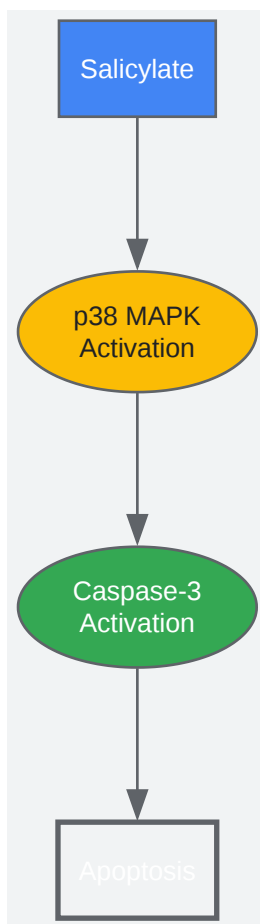 Salicylate
p38 MAPK
Activation
Caspase-3
Activation
Apoptosis